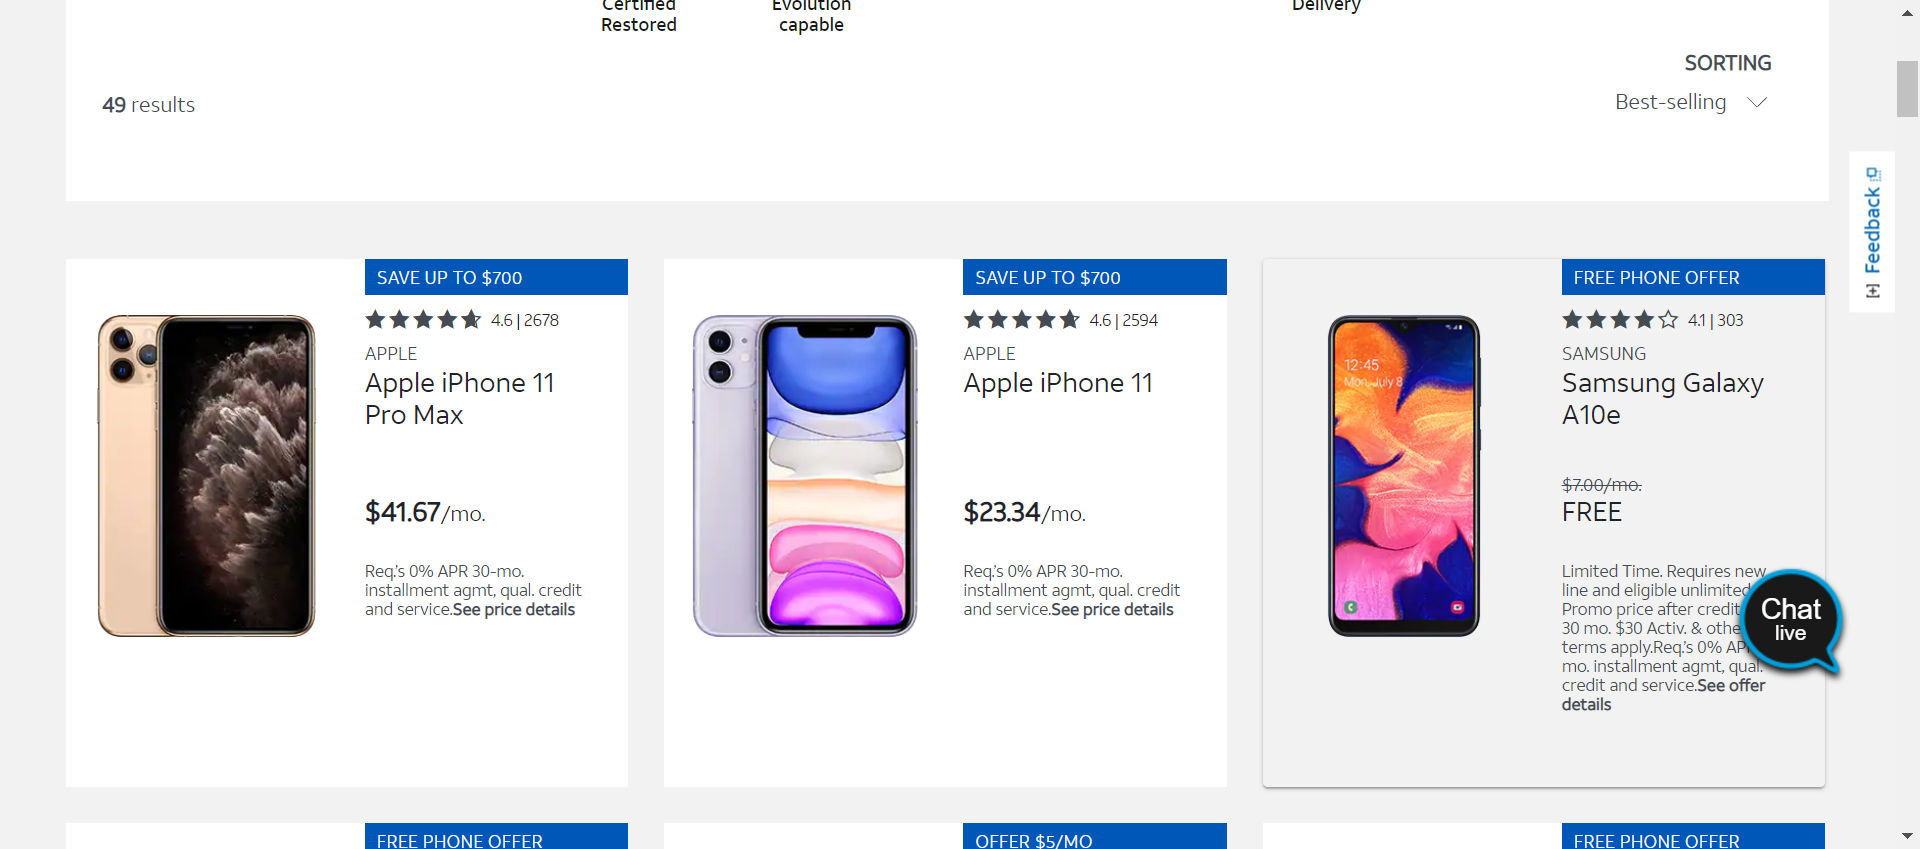 Certified
Restored
Evolution
capable
Delivery
SORTING
49 results
Best-selling
Feedback
[+]
SAVE UP TO $700
4.6 | 2678
APPLE
Apple iPhone 11
Pro Max
$41.67/mo.
Req.'s 0% APR 30-mo.
installment agmt, qual. credit
and service.See price details
SAVE UP TO $700
4.6 | 2594
APPLE
Apple iPhone 11
$23.34/mo.
Req.'s 0% APR 30-mo.
installment agmt, qual. credit
and service.See price details
FREE PHONE OFFER
4.1 | 303
SAMSUNG
Samsung Galaxy
A10e
12:45
Mon, July 8
$7.00/mo.
FREE
Limited Time. Requires new
line and eligible unlimited
Promo price after credit
30 mo. $30 Activ. &
terms apply.Req.'s 0%
mo. installment agmt, qual.
credit and service.See offer
details
Chat
live
FREE PHONE OFFER
OFFER $5/MO
FREE PHONE OFFER